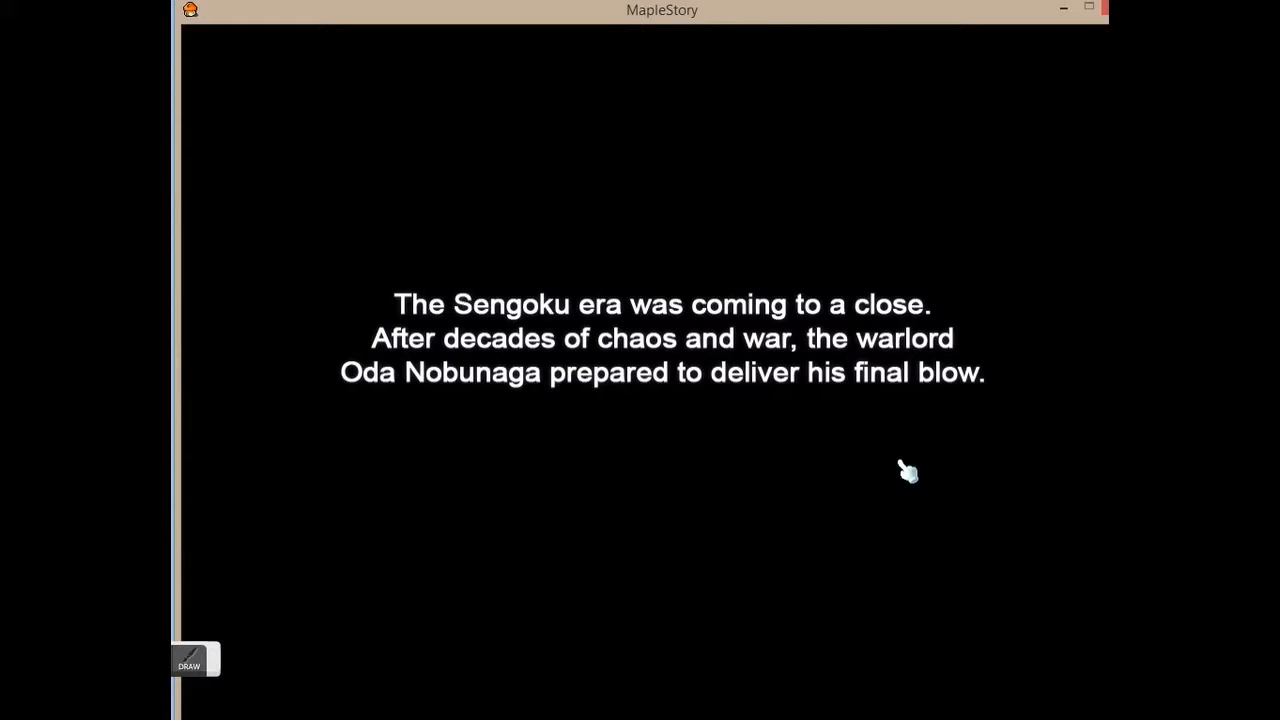 MapleStory
The Sengoku era was coming to a close.
After decades of chaos and war, the warlord
Oda Nobunaga prepared to deliver his final blow.
DRAW